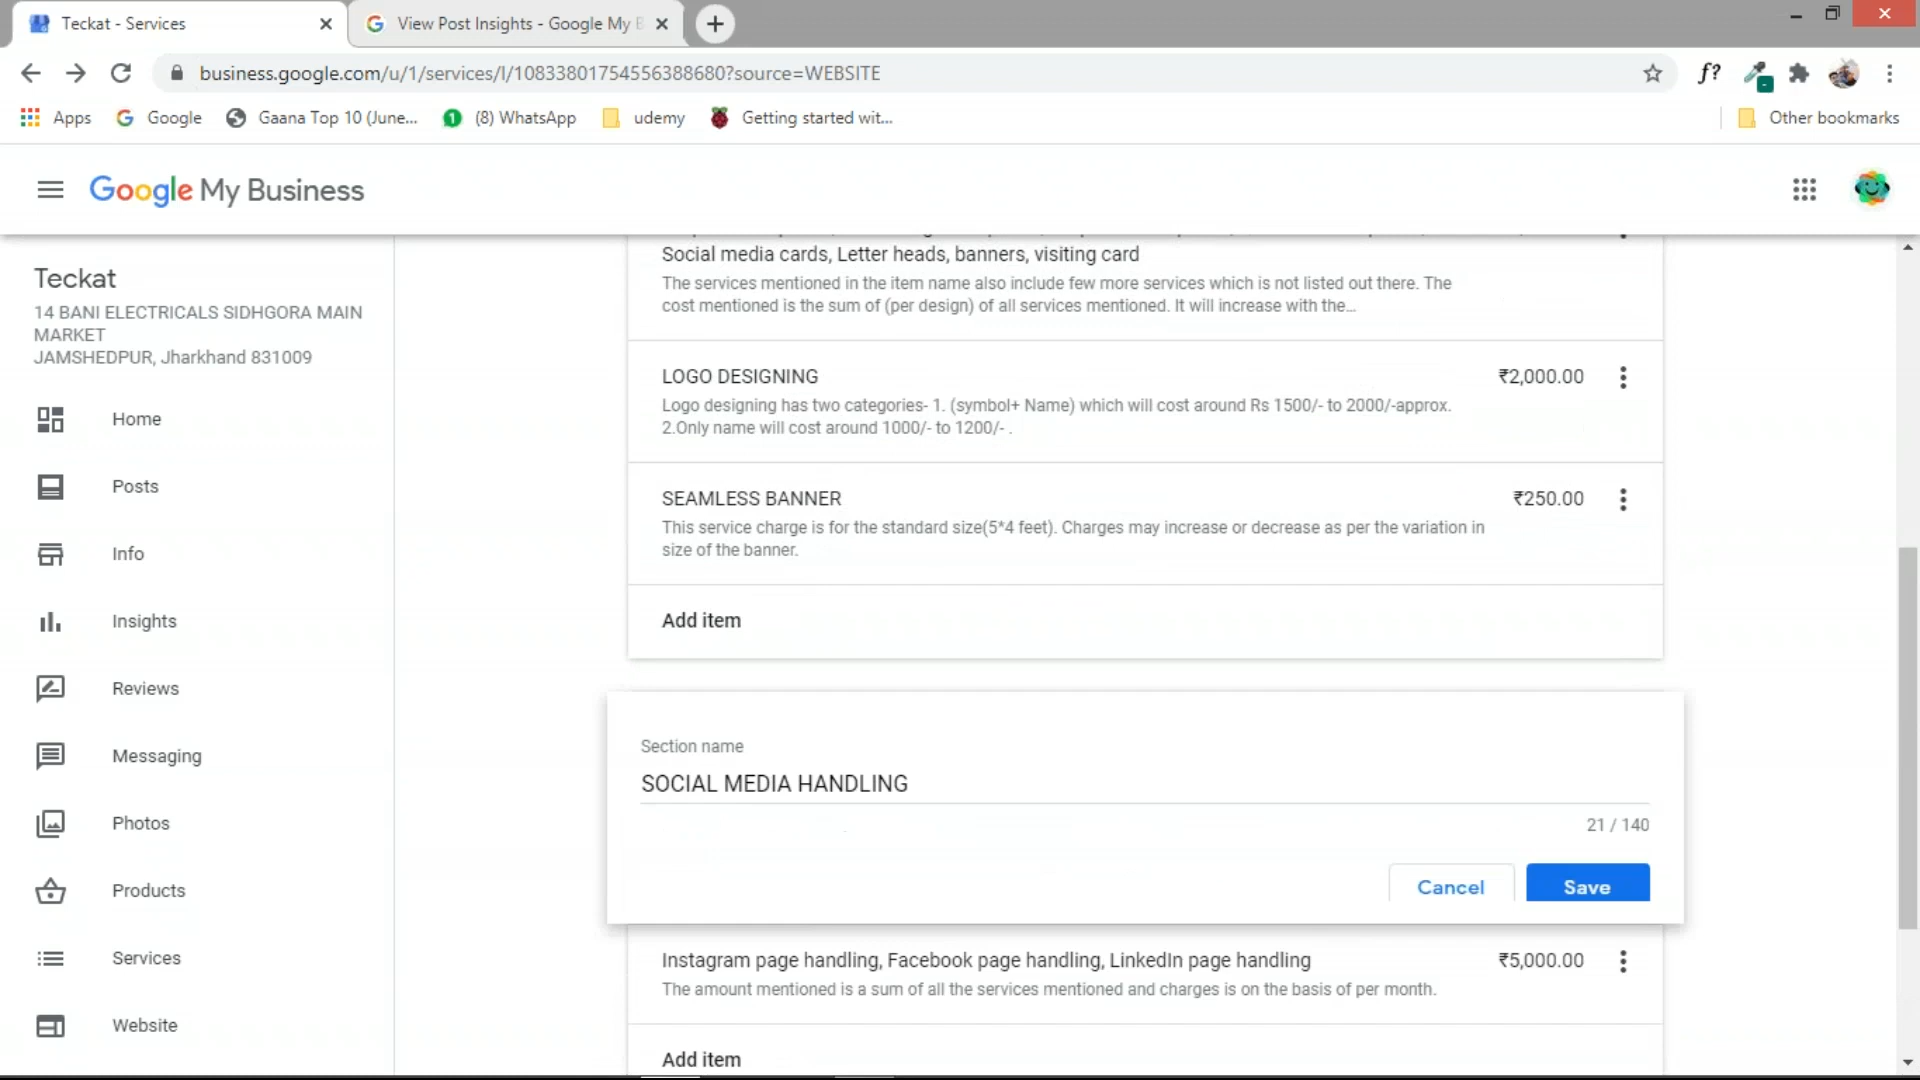 Teckat - Services
View Post Insights - Google My B
business.google.com/u/1/services/l/10833801754556388680?source=WEBSITE
f?
Apps
Google
Gaana Top 10 (June...
1
(8) WhatsApp
udemy
Getting started wit...
Other bookmarks
Google My Business
Teckat
14 BANI ELECTRICALS SIDHGORA MAIN
MARKET
JAMSHEDPUR, Jharkhand 831009
Home
Posts
Info
Insights
Reviews
Messaging
Photos
Products
Services
Website
Social media cards, Letter heads, banners, visiting card
The services mentioned in the item name also include few more services which is not listed out there. The
cost mentioned is the sum of (per design) of all services mentioned. It will increase with the...
LOGO DESIGNING
₹2,000.00
Logo designing has two categories- 1. (symbol+ Name) which will cost around Rs 1500/- to 2000/-approx.
2.Only name will cost around 1000/- to 1200/- .
SEAMLESS BANNER
₹250.00
This service charge is for the standard size(5*4 feet). Charges may increase or decrease as per the variation in
size of the banner.
Add item
Section name
SOCIAL MEDIA HANDLING
21 / 140
Cancel
Save
Instagram page handling, Facebook page handling, LinkedIn page handling
₹5,000.00
The amount mentioned is a sum of all the services mentioned and charges is on the basis of per month.
Add item